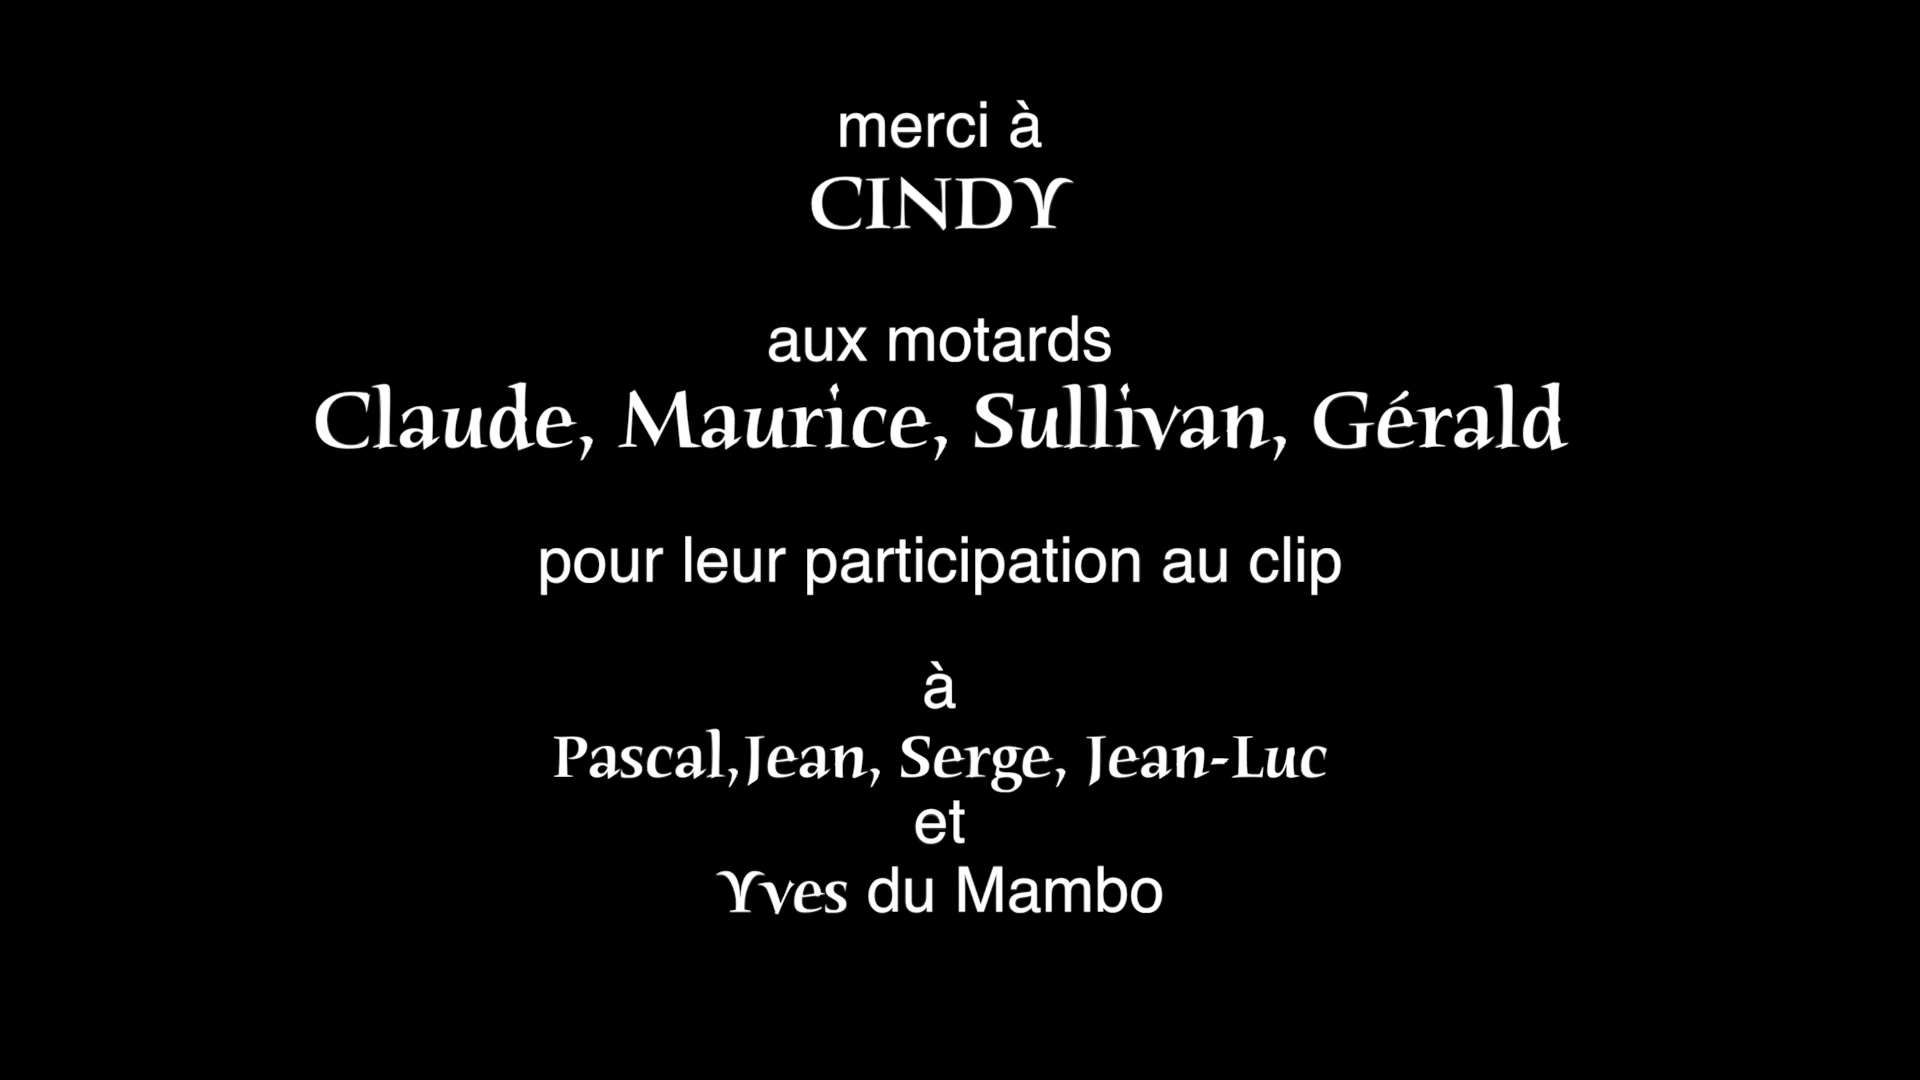 merci à
CINDY
aux motards
Claude, Maurice, Sullivan, Gérald
pour leur participation au clip
à
Pascal,Jean, Serge, Jean-Luc
et
Yves du Mambo